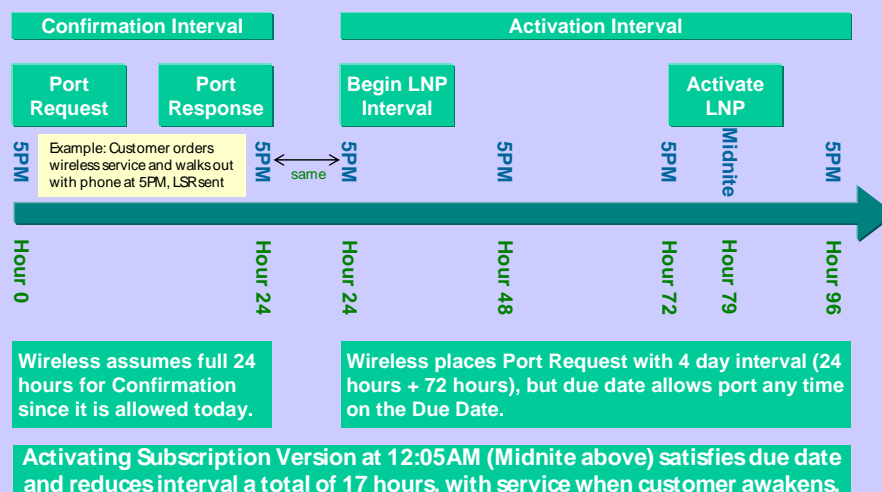 Confirmation Interval
Activation Interval
Port
Request
Port
Response
Begin LNP
Interval
Activate
LNP
5PM
Example: Customer orders
wireless service and walks out
with phone at 5PM, LSR sent
5PM
same
5PM
5PM
5PM
Midnite
5PM
Hour 0
Hour 24
Hour 24
Hour 48
Hour 72
Hour 79
Hour 96
Wireless assumes full 24
hours for Confirmation
since it is allowed today.
Wireless places Port Request with 4 day interval (24
hours + 72 hours), but due date allows port any time
on the Due Date.
Activating Subscription Version at 12:05AM (Midnite above) satisfies due date
and reduces interval a total of 17 hours, with service when customer awakens.